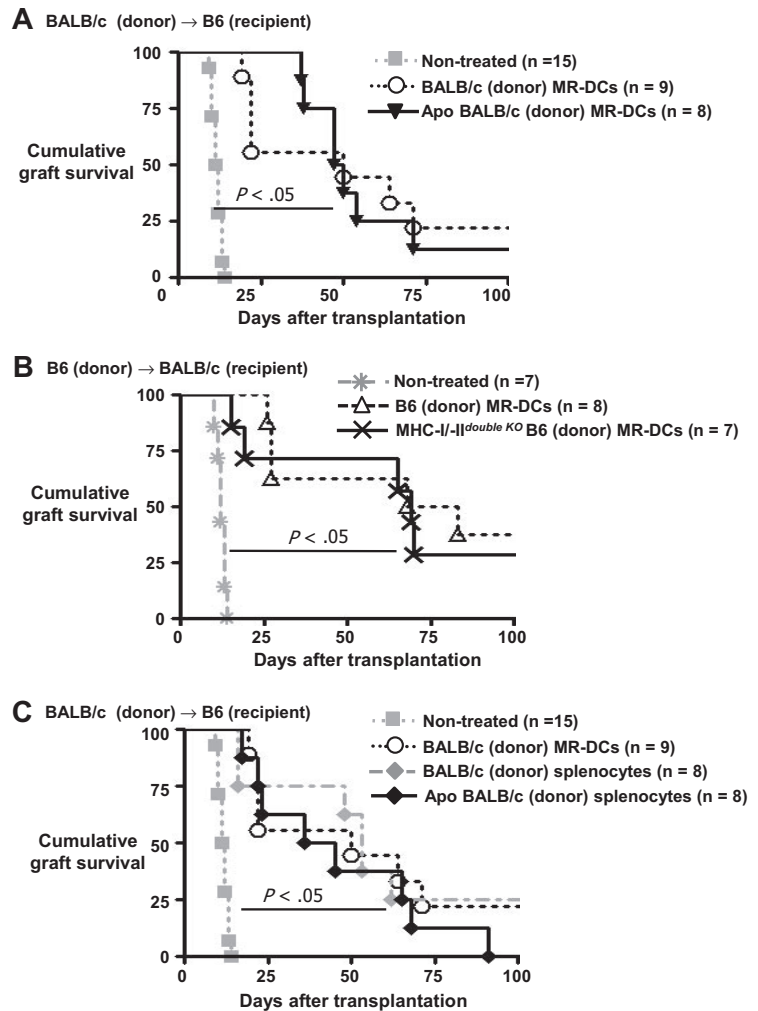 A BALB/c (donor) → B6 (recipient)
Non-treated (n =15)
BALB/c (donor) MR-DCs (n = 9)
Apo BALB/c (donor) MR-DCs (n = 8)
Cumulative
graft survival
100
75
50
25
0
P < .05
0 25 50 75 100
Days after transplantation
B B6 (donor) → BALB/c (recipient)
Non-treated (n =7)
B6 (donor) MR-DCs (n = 8)
MHC-I/-II double KO B6 (donor) MR-DCs (n = 7)
Cumulative
graft survival
100
75
50
25
0
P < .05
0 25 50 75 100
Days after transplantation
C BALB/c (donor) → B6 (recipient)
Non-treated (n =15)
BALB/c (donor) MR-DCs (n = 9)
BALB/c (donor) splenocytes (n = 8)
Apo BALB/c (donor) splenocytes (n = 8)
Cumulative
graft survival
100
75
50
25
0
P < .05
0 25 50 75 100
Days after transplantation